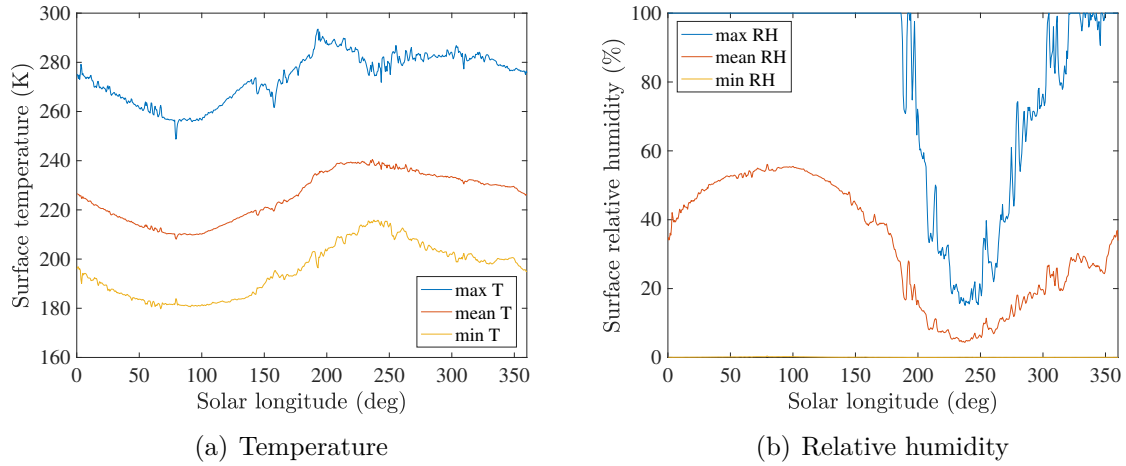 300
280
260
240
220
200
180
160
Surface temperature (K)
max T
mean T
min T
0 50 100 150 200 250 300 350
Solar longitude (deg)
(a) Temperature
100
80
60
40
20
0
Surface relative humidity (%)
max RH
mean RH
min RH
0 50 100 150 200 250 300 350
Solar longitude (deg)
(b) Relative humidity